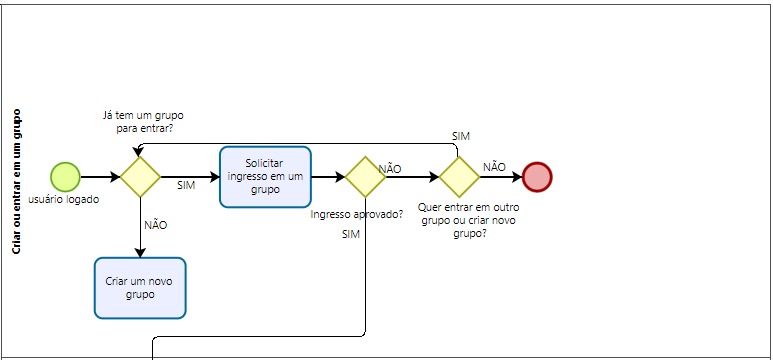 Criar ou entrar em um grupo
Já tem um grupo
para entrar?
SIM
usuário logado
SIM
Solicitar
ingresso em um
grupo
NÃO
NÃO
Ingresso aprovado?
SIM
Quer entrar em outro
grupo ou criar novo
grupo?
NÃO
Criar um novo
grupo